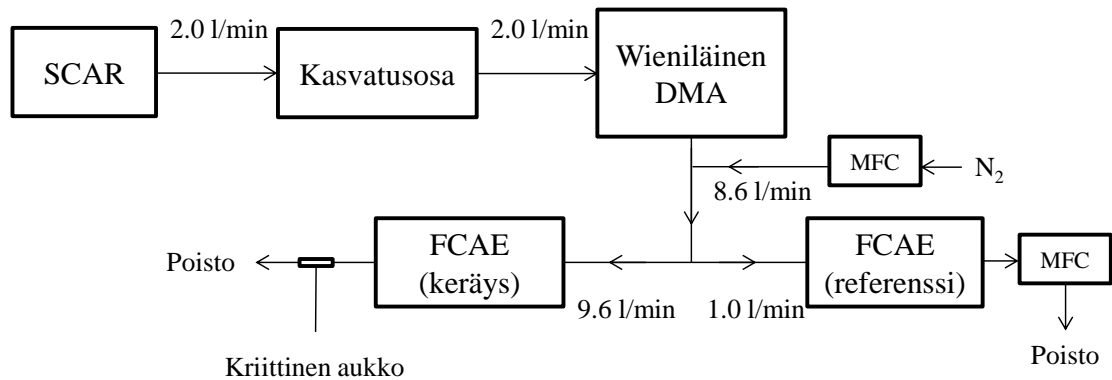 2.0 l/min
2.0 l/min
SCAR
Kasvatusosa
Wieniläinen
DMA
MFC
N2
8.6 l/min
Poisto
FCAE
(keräys)
FCAE
(referenssi)
MFC
9.6 l/min
1.0 l/min
Kriittinen aukko
Poisto